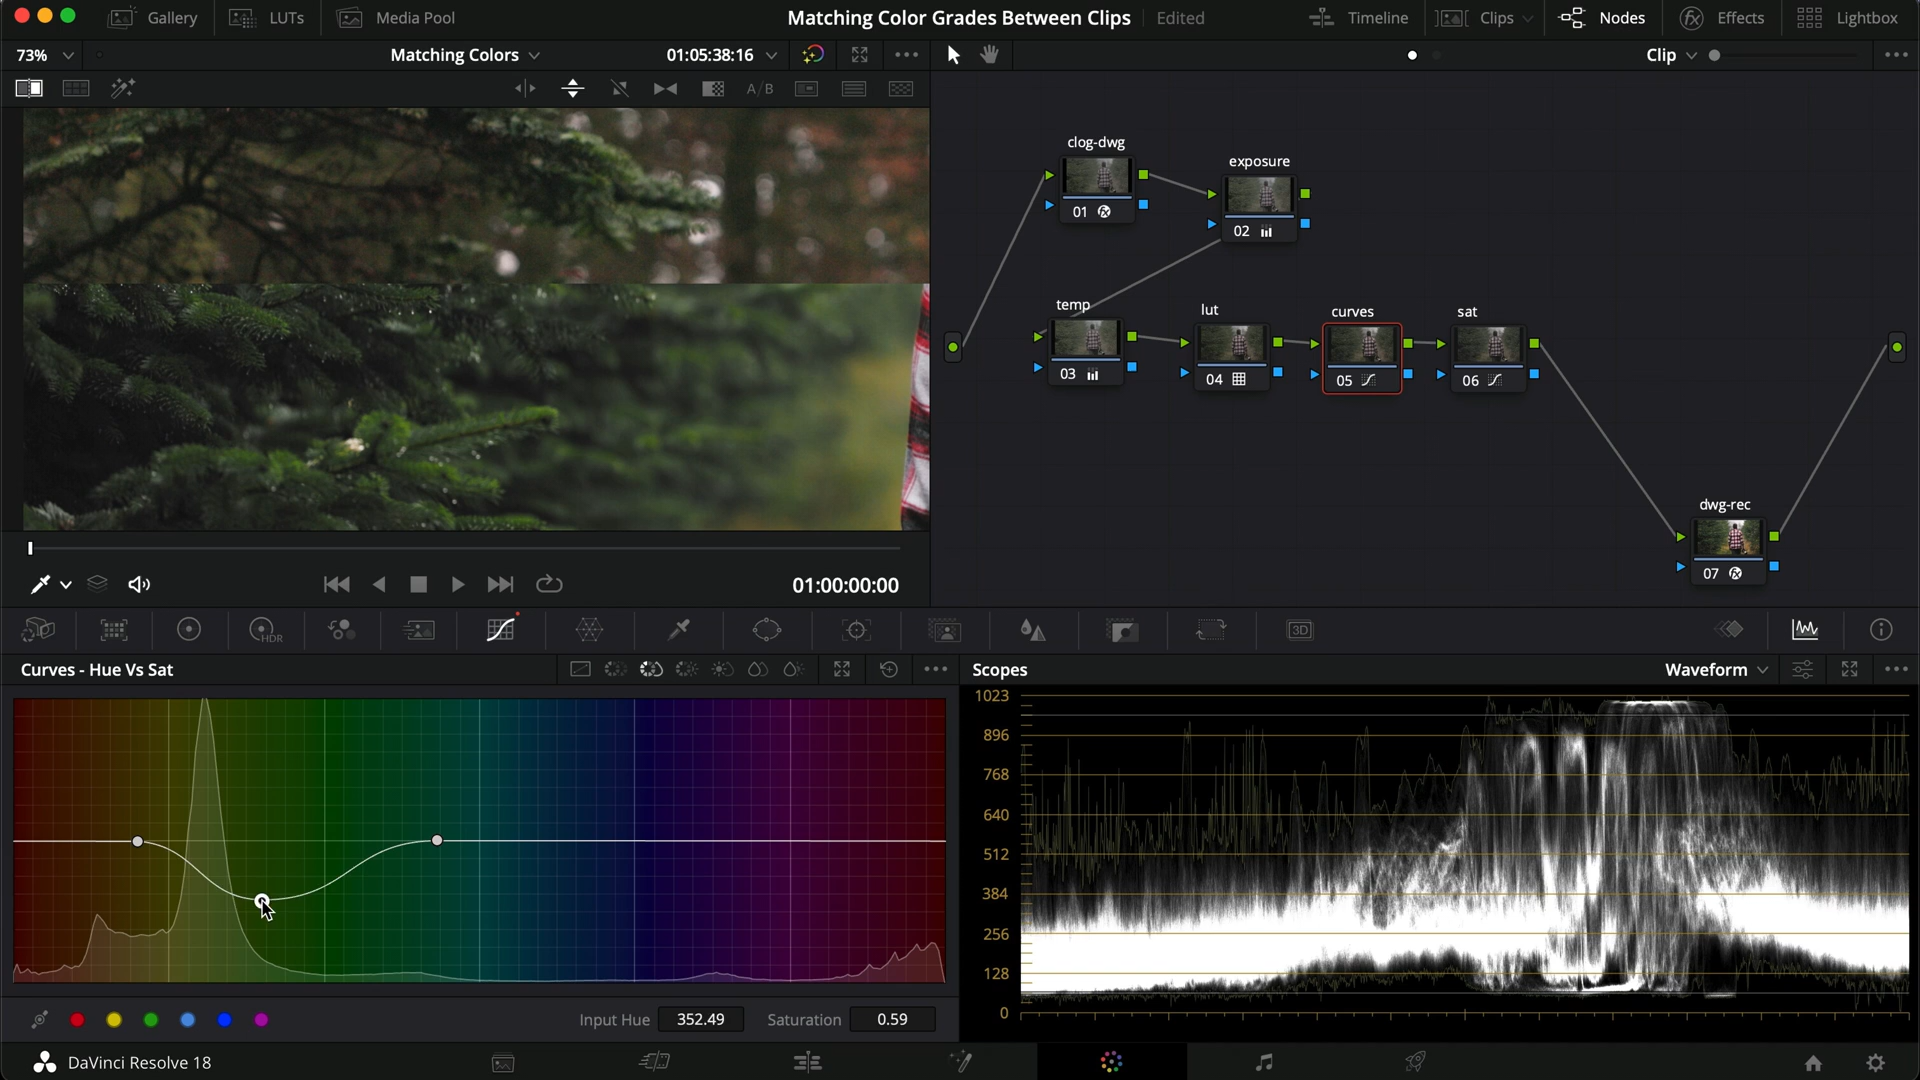 Gallery
LUTs
Media Pool
Matching Color Grades Between Clips
Edited
Timeline
Clips
Nodes
Effects
Lightbox
73%
Matching Colors
01:05:38:16
Clip
A/B
clog-dwg
01
exposure
02
temp
03
lut
04
curves
05
sat
06
dwg-rec
07
01:00:00:00
HDR
3D
Curves - Hue Vs Sat
Scopes
Waveform
1023
896
768
640
512
384
256
128
0
Input Hue
352.49
Saturation
0.59
DaVinci Resolve 18